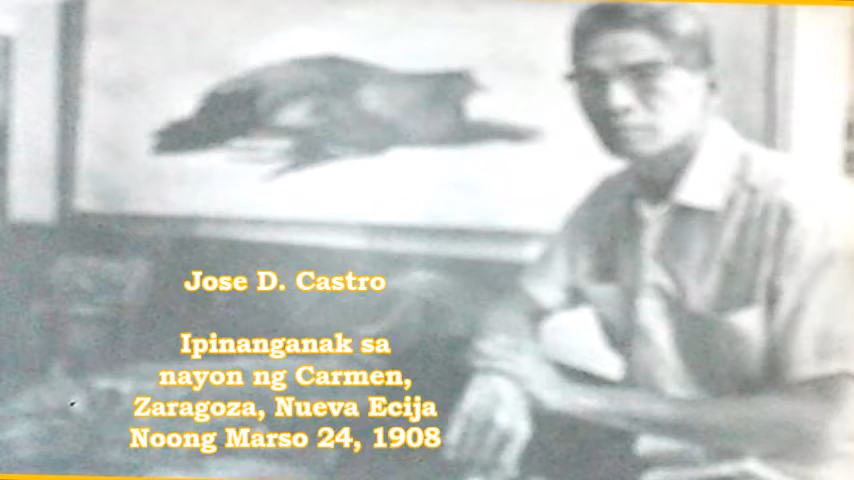 Jose D. Castro
Ipinanganak sa
nayon ng Carmen,
Zaragoza, Nueva Ecija
Noong Marso 24, 1908